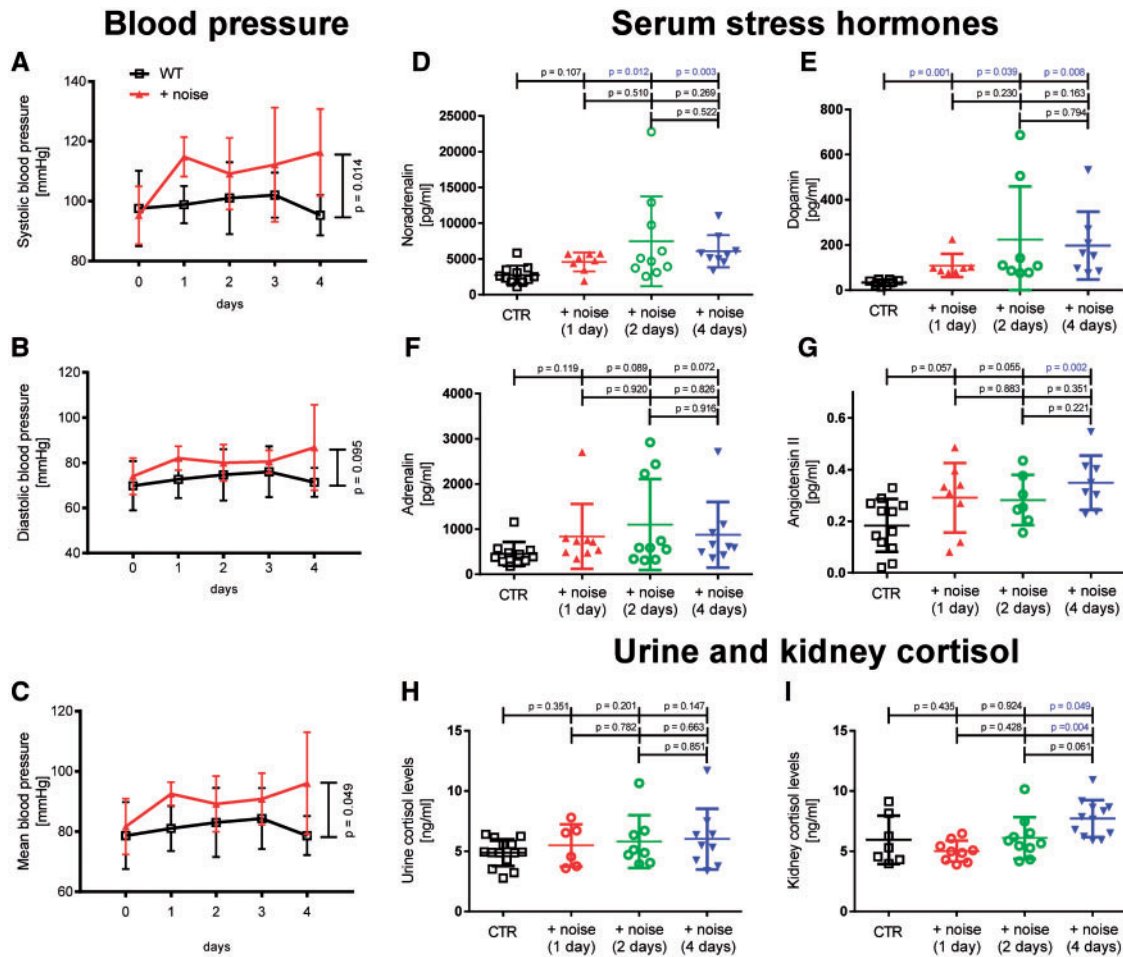 Blood pressure
Serum stress hormones
A
WT
+ noise
Systolic blood pressure
[mmHg]
140
120
100
80
0 1 2 3 4
days
p = 0.014
D
p = 0.107 p = 0.012 p = 0.003
p = 0.510 p = 0.269
p = 0.522
Noradrenalin
[pg/ml]
25000
20000
15000
10000
5000
0
CTR + noise + noise + noise
(1 day) (2 days) (4 days)
E
p = 0.001 p = 0.039 p = 0.008
p = 0.230 p = 0.163
p = 0.794
Dopamin
[pg/ml]
800
600
400
200
0
CTR + noise + noise + noise
(1 day) (2 days) (4 days)
B
Diastolic blood pressure
[mmHg]
120
100
80
60
40
0 1 2 3 4
days
p = 0.095
F
p = 0.119 p = 0.089 p = 0.072
p = 0.920 p = 0.826
p = 0.916
Adrenalin
[pg/ml]
4000
3000
2000
1000
0
CTR + noise + noise + noise
(1 day) (2 days) (4 days)
G
p = 0.057 p = 0.055 p = 0.002
p = 0.883 p = 0.351
p = 0.221
Angiotensin II
[pg/ml]
0.6
0.4
0.2
0.0
CTR + noise + noise + noise
(1 day) (2 days) (4 days)
Urine and kidney cortisol
C
Mean blood pressure
[mmHg]
120
100
80
60
0 1 2 3 4
days
p = 0.049
H
p = 0.351 p = 0.201 p = 0.147
p = 0.782 p = 0.663
p = 0.851
Urine cortisol levels
[ng/ml]
15
10
5
0
CTR + noise + noise + noise
(1 day) (2 days) (4 days)
I
p = 0.435 p = 0.924 p = 0.049
p = 0.428 p = 0.004
p = 0.061
Kidney cortisol levels
[ng/ml]
15
10
5
0
CTR + noise + noise + noise
(1 day) (2 days) (4 days)